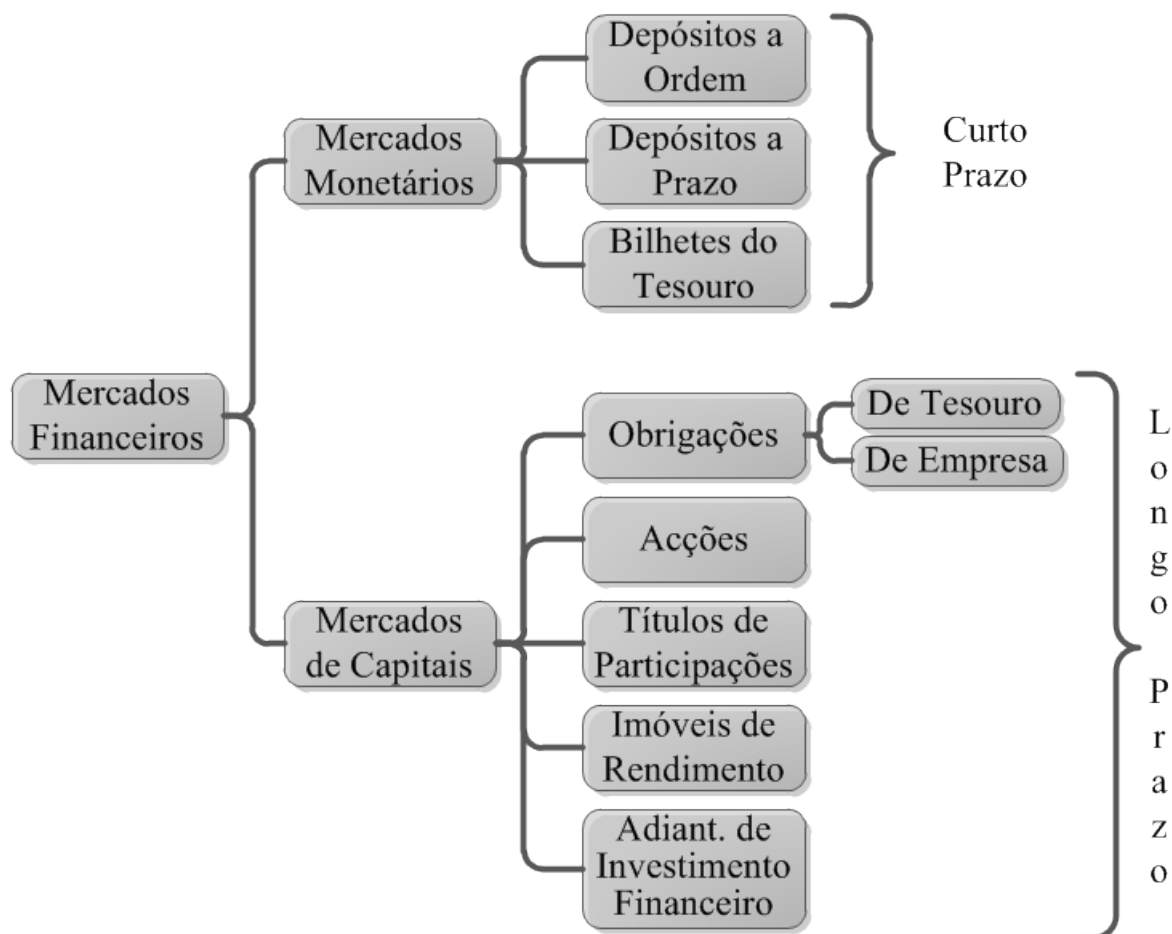 Depósitos a
Ordem
Mercados
Monetários
Depósitos a
Prazo
Bilhetes do
Tesouro
Curto
Prazo
Mercados
Financeiros
Mercados
de Capitais
Obrigações
De Tesouro
De Empresa
Acções
Títulos de
Participações
Imóveis de
Rendimento
Adiant. de
Investimento
Financeiro
L
o
n
g
o
P
r
a
z
o